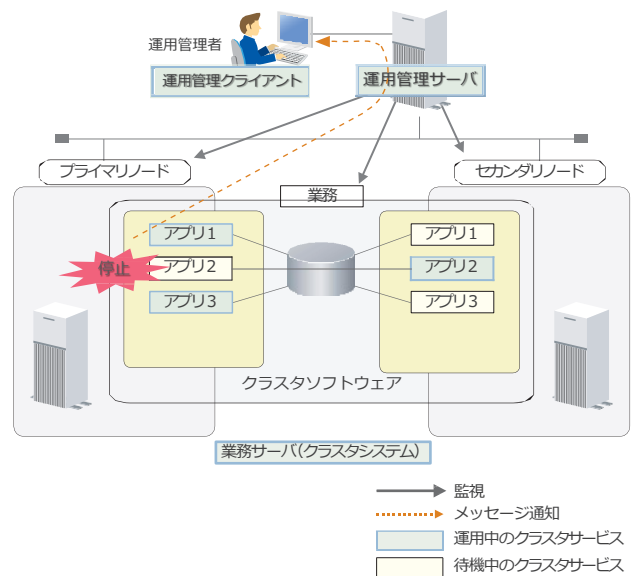 運用管理者
運用管理クライアント
運用管理サーバ
プライマリノード
セカンダリノード
業務
アプリ1
アプリ1
停止
アプリ2
アプリ2
アプリ3
アプリ3
クラスタソフトウェア
業務サーバ(クラスタシステム)
監視
メッセージ通知
運用中のクラスタサービス
待機中のクラスタサービス